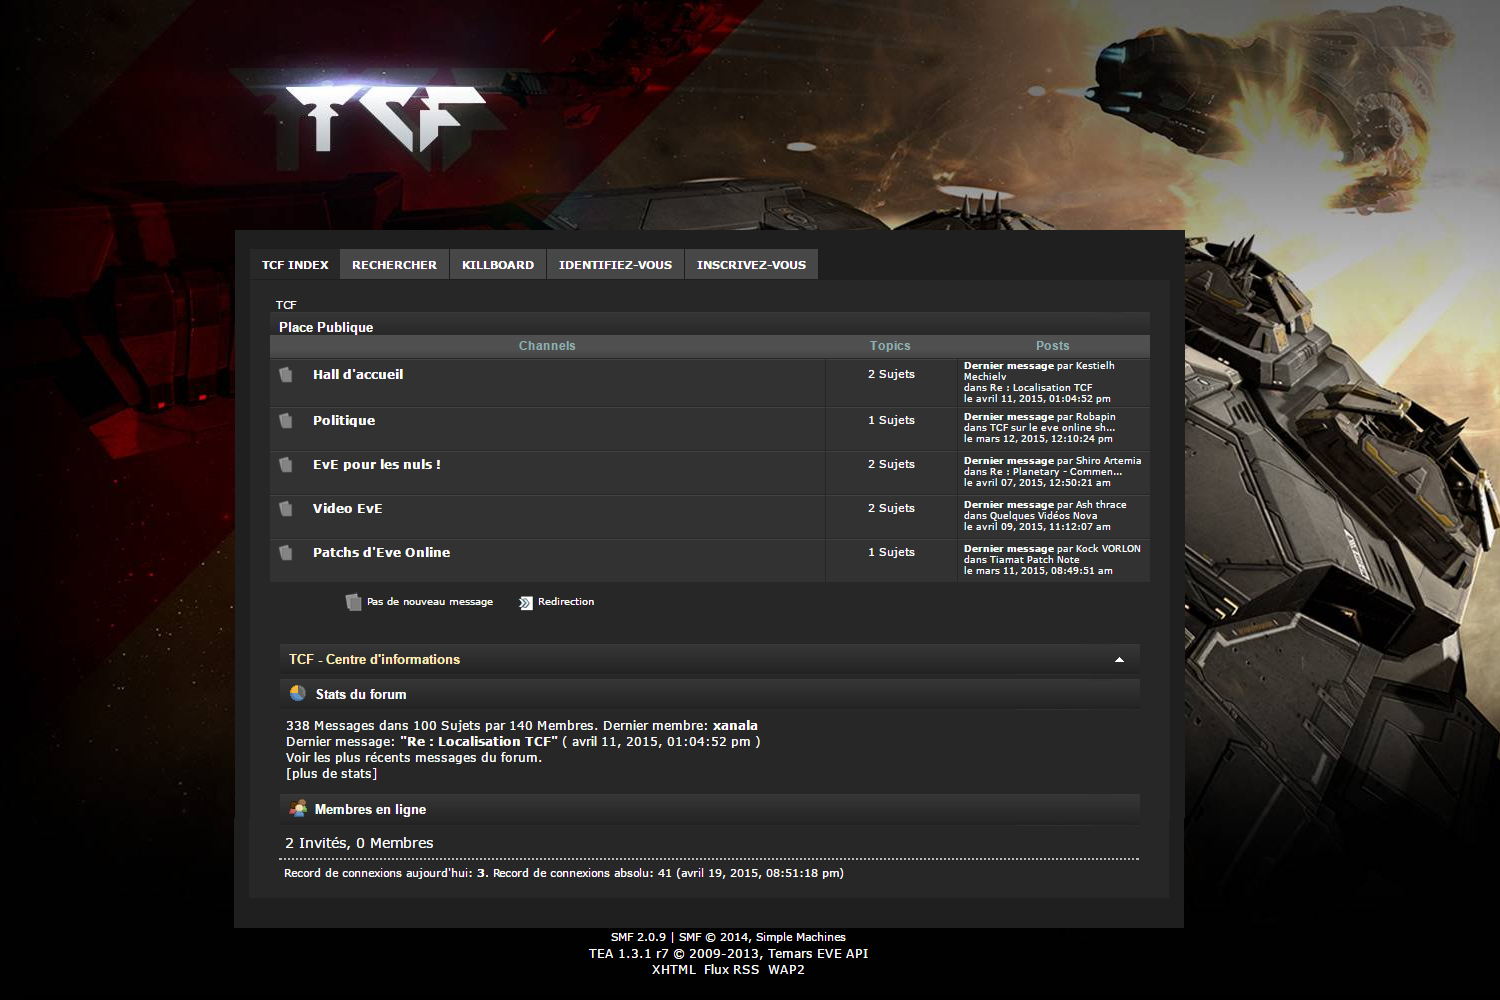 TCF
TCF INDEX RECHERCHER KILLBOARD IDENTIFIEZ-VOUS INSCRIVEZ-VOUS
TCF
Place Publique
Channels Topics Posts
Hall d'accueil 2 Sujets
Dernier message par Kestielh
Mechielv
dans Re : Localisation TCF
le avril 11, 2015, 01:04:52 pm
Politique 1 Sujets
Dernier message par Robapin
dans TCF sur le eve online sh...
le mars 12, 2015, 12:10:24 pm
EvE pour les nuls ! 2 Sujets
Dernier message par Shiro Artemia
dans Re : Planetary - Commen...
le avril 07, 2015, 12:50:21 am
Video EvE 2 Sujets
Dernier message par Ash thrace
dans Quelques Vidéos Nova
le avril 09, 2015, 11:12:07 am
Patchs d'Eve Online 1 Sujets
Dernier message par Kock VORLON
dans Tiamat Patch Note
le mars 11, 2015, 08:49:51 am
Pas de nouveau message Redirection
TCF - Centre d'informations
Stats du forum
338 Messages dans 100 Sujets par 140 Membres. Dernier membre: xanala
Dernier message: "Re : Localisation TCF" ( avril 11, 2015, 01:04:52 pm )
Voir les plus récents messages du forum.
[plus de stats]
Membres en ligne
2 Invités, 0 Membres
Record de connexions aujourd'hui: 3. Record de connexions absolu: 41 (avril 19, 2015, 08:51:18 pm)
SMF 2.0.9 | SMF © 2014, Simple Machines
TEA 1.3.1 r7 © 2009-2013, Temars EVE API
XHTML Flux RSS WAP2